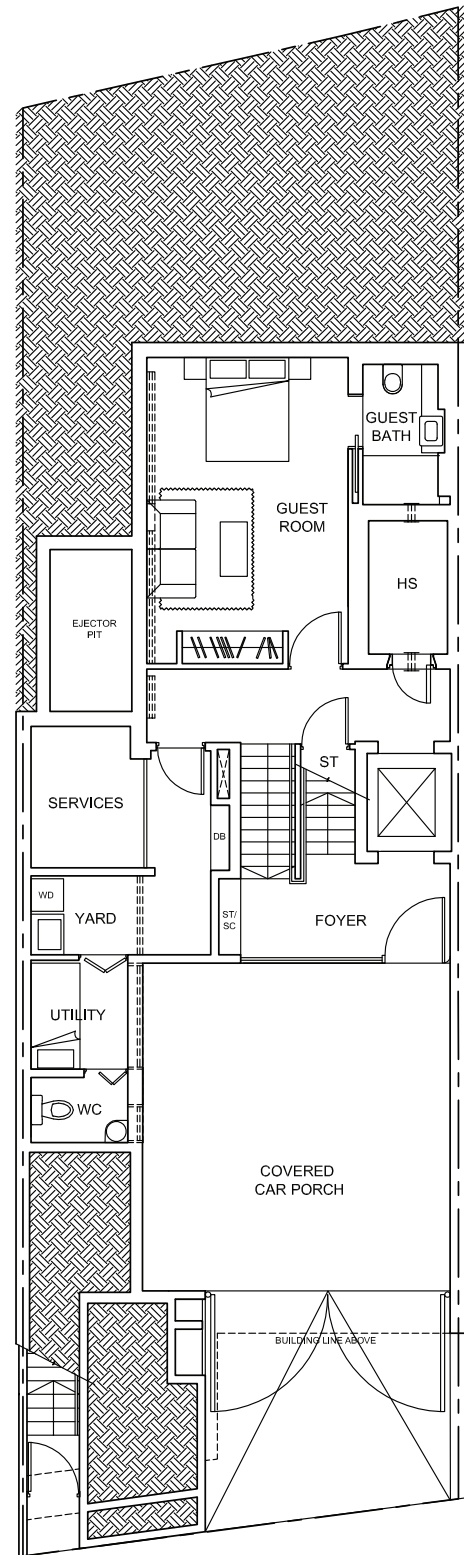 GUEST
BATH
GUEST
ROOM
HS
EJECTOR
PIT
ST
SERVICES
DB
WD
YARD
ST/
SC
FOYER
UTILITY
WC
COVERED
CAR PORCH
BUILDING LINE ABOVE